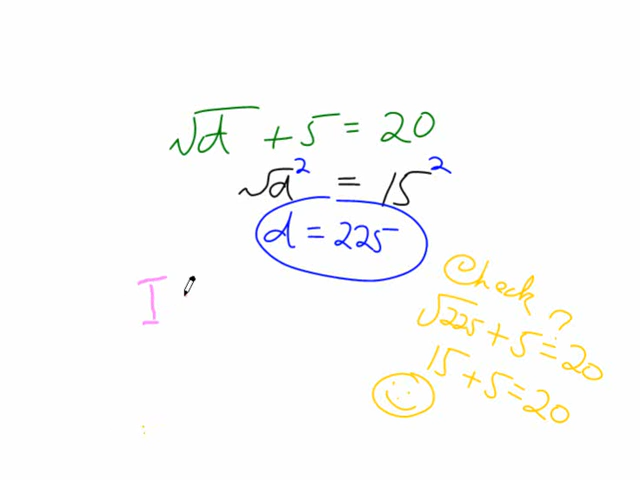 √d + 5 = 20
√d² = 15²
d = 225
I
Check?
√225 + 5 = 20
15 + 5 = 20